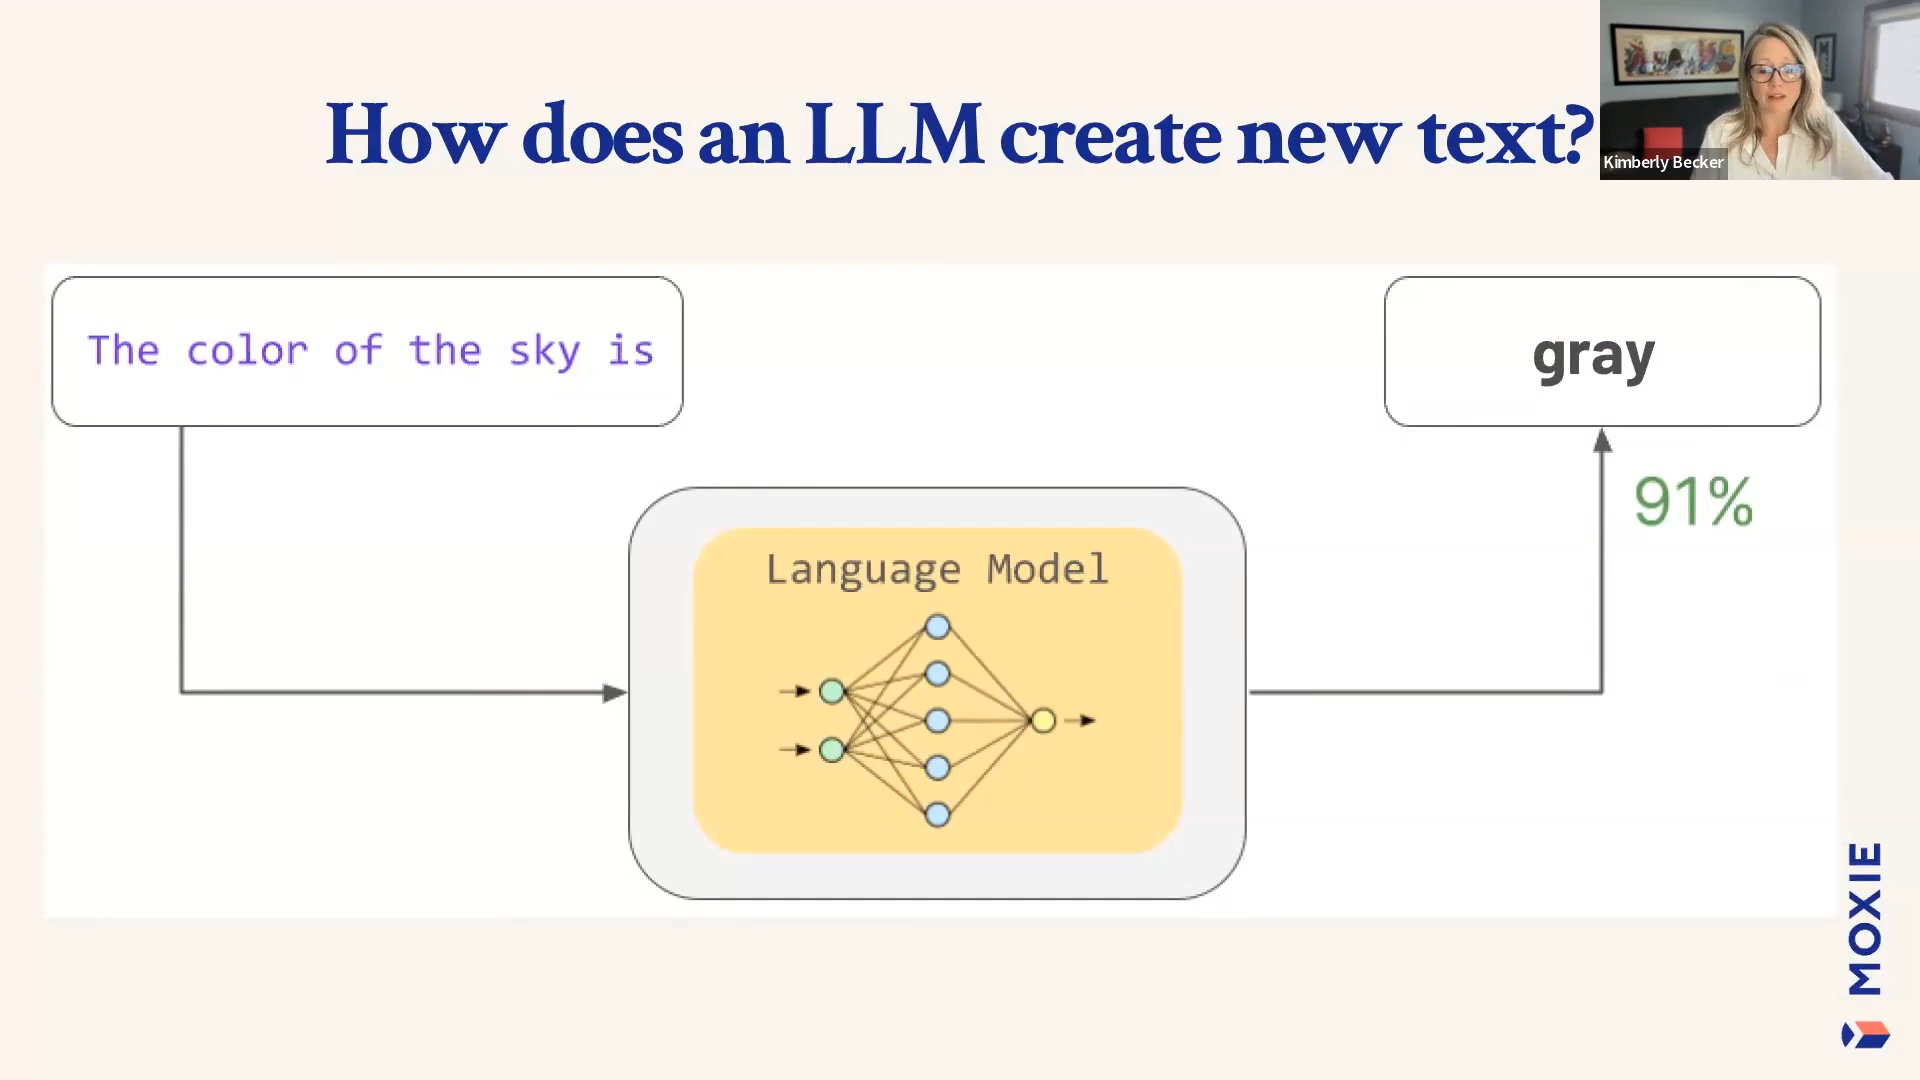 How does an LLM create new text?
Kimberly Becker
The color of the sky is
gray
91%
Language Model
MOXIE